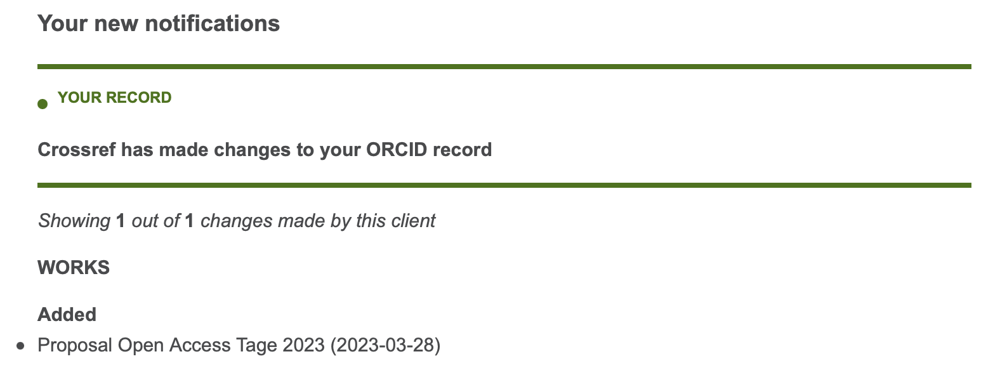 Your new notifications
YOUR RECORD
Crossref has made changes to your ORCID record
Showing 1 out of 1 changes made by this client
WORKS
Added
Proposal Open Access Tage 2023 (2023-03-28)